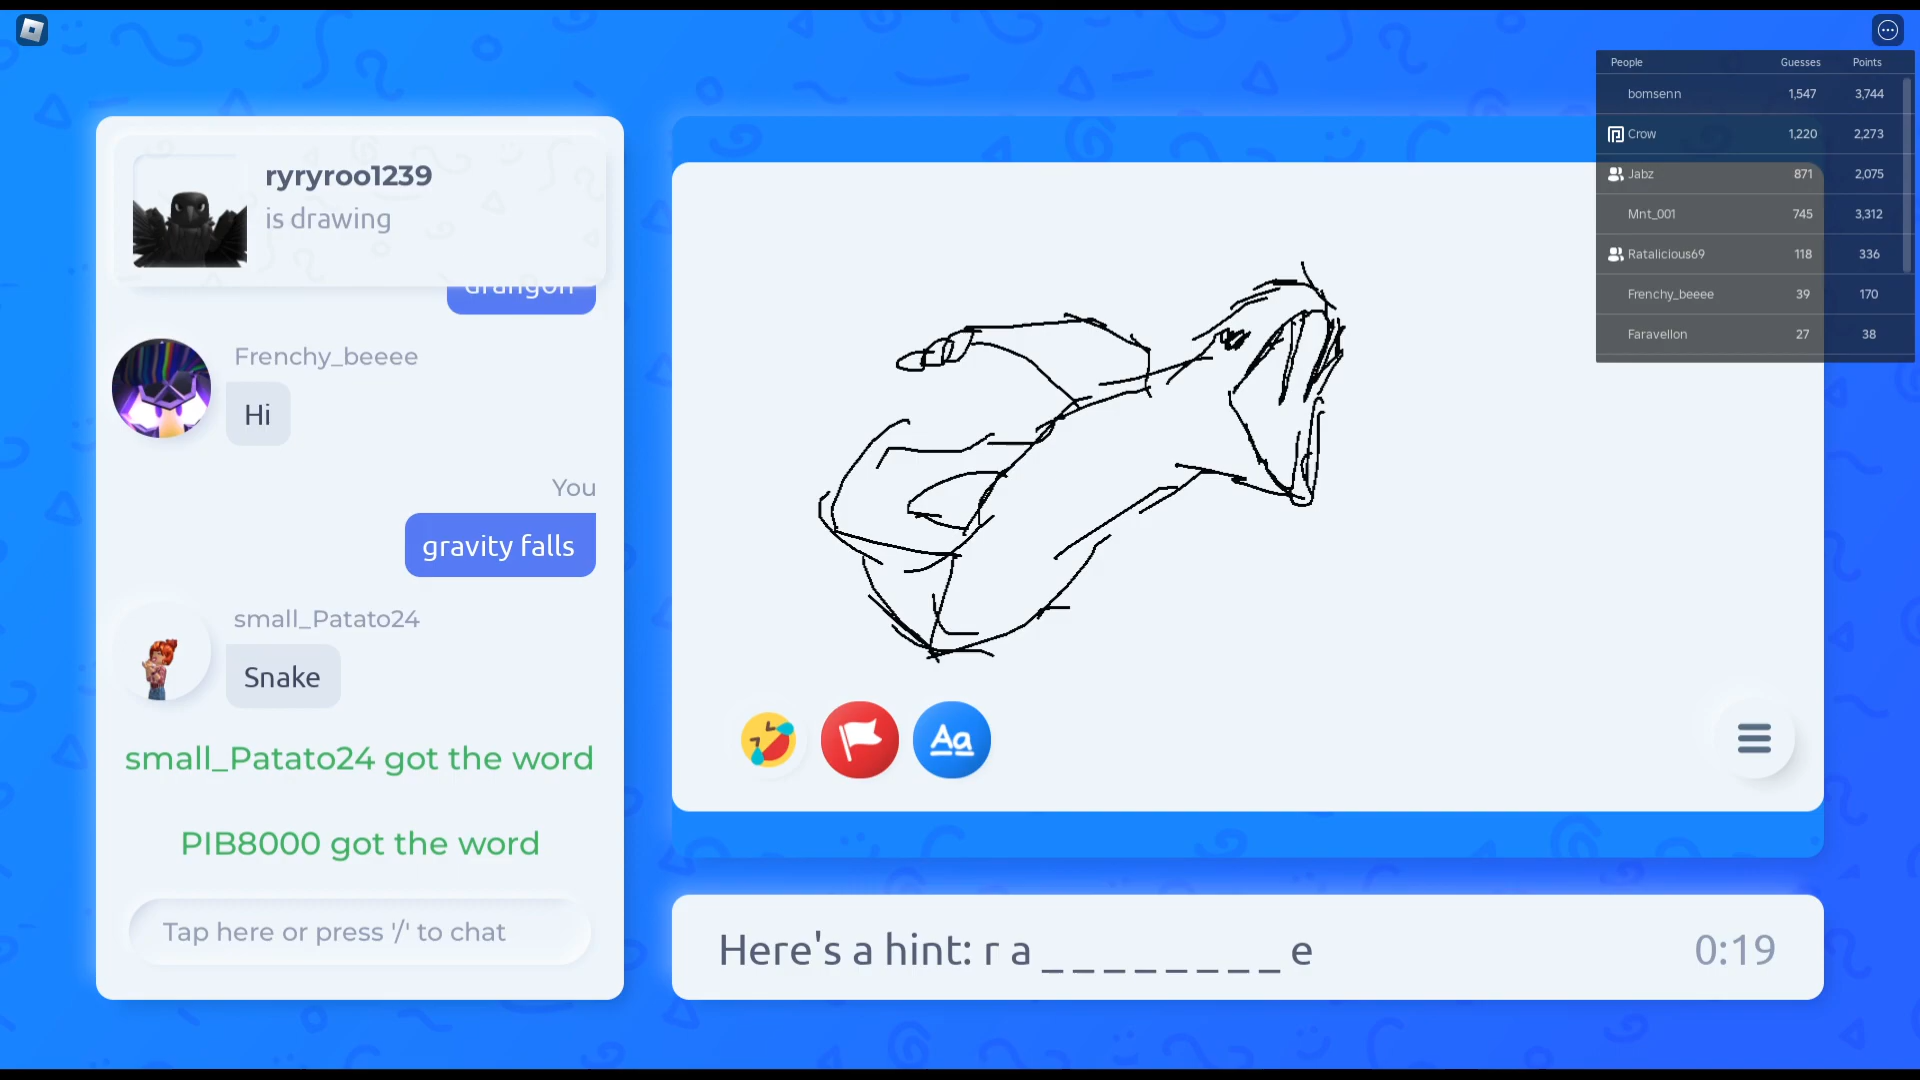 People Guesses Points
bomsenn 1,547 3,744
Crow 1,220 2,273
Jabz 871 2,075
Mnt_001 745 3,312
Ratalicious69 118 336
Frenchy_beeee 39 170
Faravellon 27 38
ryryroo1239
is drawing
drangon
Frenchy_beeee
Hi
You
gravity falls
small_Patato24
Snake
small_Patato24 got the word
PIB8000 got the word
Tap here or press '/' to chat
Aa
Here's a hint: r a _ _ _ _ _ _ _ _ e
0:19